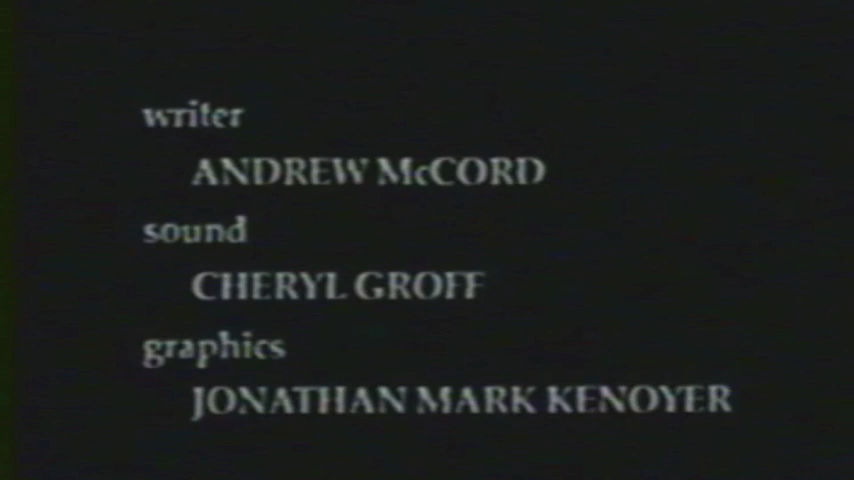 writer
ANDREW McCORD
sound
CHERYL GROFF
graphics
JONATHAN MARK KENOYER